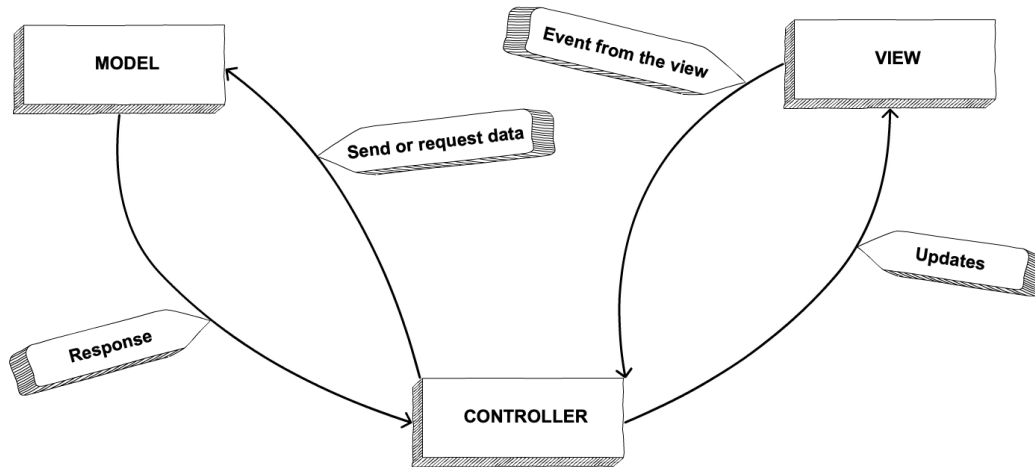 MODEL
Event from the view
VIEW
Send or request data
Updates
Response
CONTROLLER